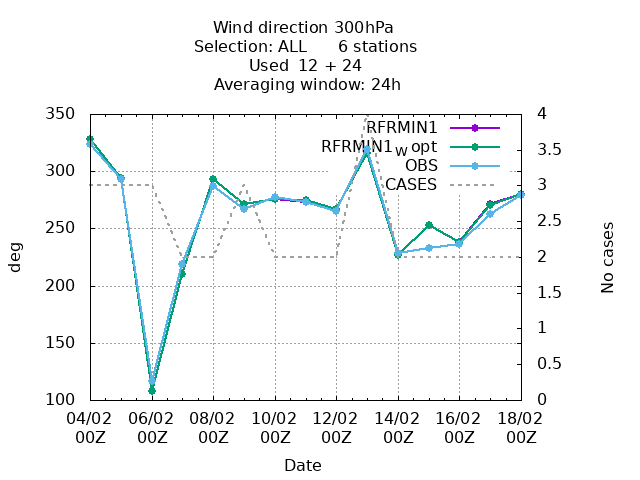 Wind direction 300hPa
Selection: ALL 6 stations
Used 12 + 24
Averaging window: 24h
350
300
250
200
150
100
deg
4
3.5
3
2.5
2
1.5
1
0.5
0
No cases
RFRMIN1
RFRMIN1w opt
OBS
CASES
04/02 06/02 08/02 10/02 12/02 14/02 16/02 18/02
00Z 00Z 00Z 00Z 00Z 00Z 00Z 00Z
Date